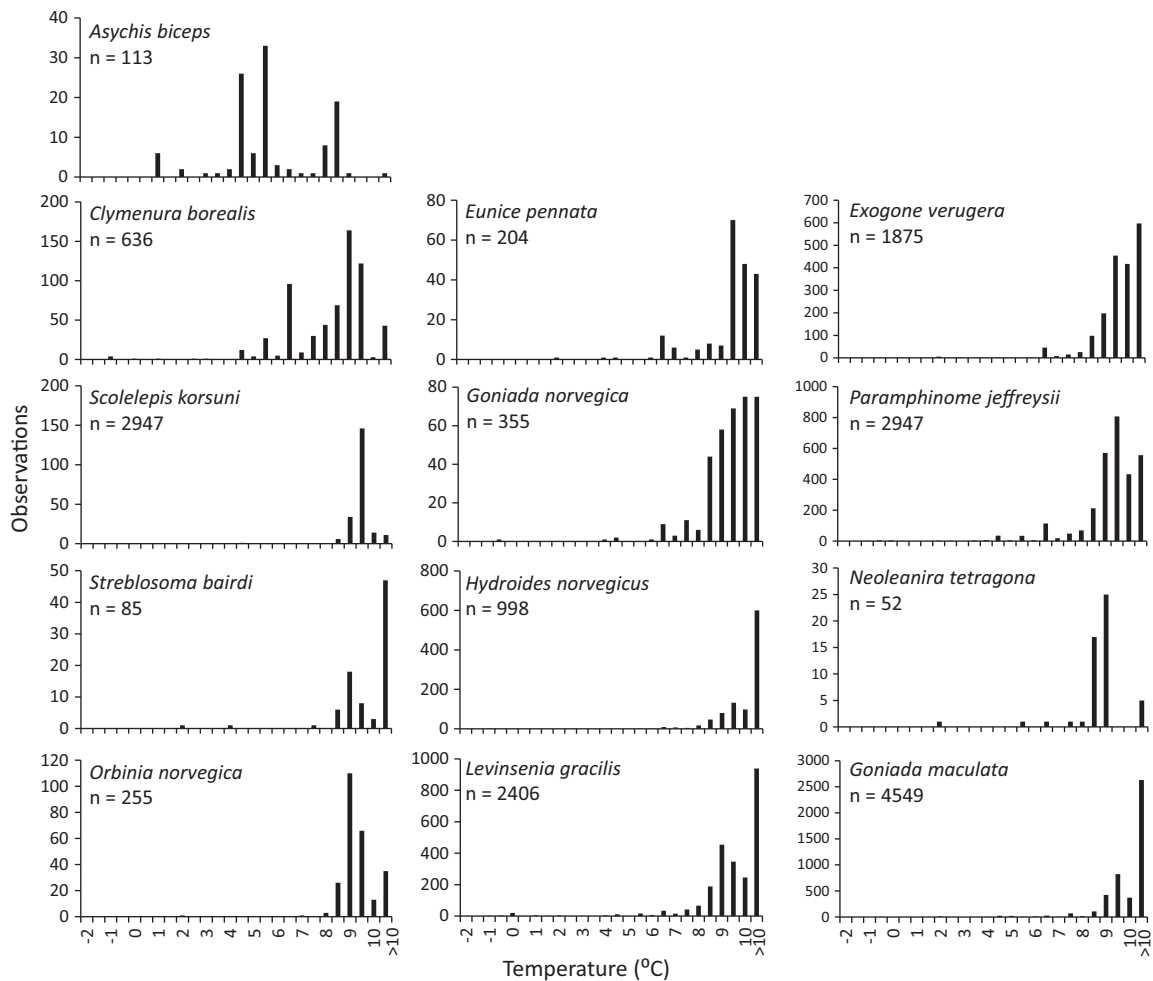 Asychis biceps
n = 113
40
30
20
10
0
Clymenura borealis
n = 636
200
150
100
50
0
Eunice pennata
n = 204
80
60
40
20
0
Exogone verugera
n = 1875
700
600
500
400
300
200
100
0
Observations
Scolelepis korsuni
n = 2947
200
150
100
50
0
Goniada norvegica
n = 355
80
60
40
20
0
Paramphinome jeffreysii
n = 2947
1000
800
600
400
200
0
Streblosoma bairdi
n = 85
50
40
30
20
10
0
Hydroides norvegicus
n = 998
800
600
400
200
0
Neoleanira tetragona
n = 52
30
25
20
15
10
5
0
Orbinia norvegica
n = 255
120
100
80
60
40
20
0
-2 -1 0 1 2 3 4 5 6 7 8 9 10 >10
Levinsenia gracilis
n = 2406
1000
800
600
400
200
0
-2 -1 0 1 2 3 4 5 6 7 8 9 10 >10
Goniada maculata
n = 4549
3000
2500
2000
1500
1000
500
0
-2 -1 0 1 2 3 4 5 6 7 8 9 10 >10
Temperature (⁰C)